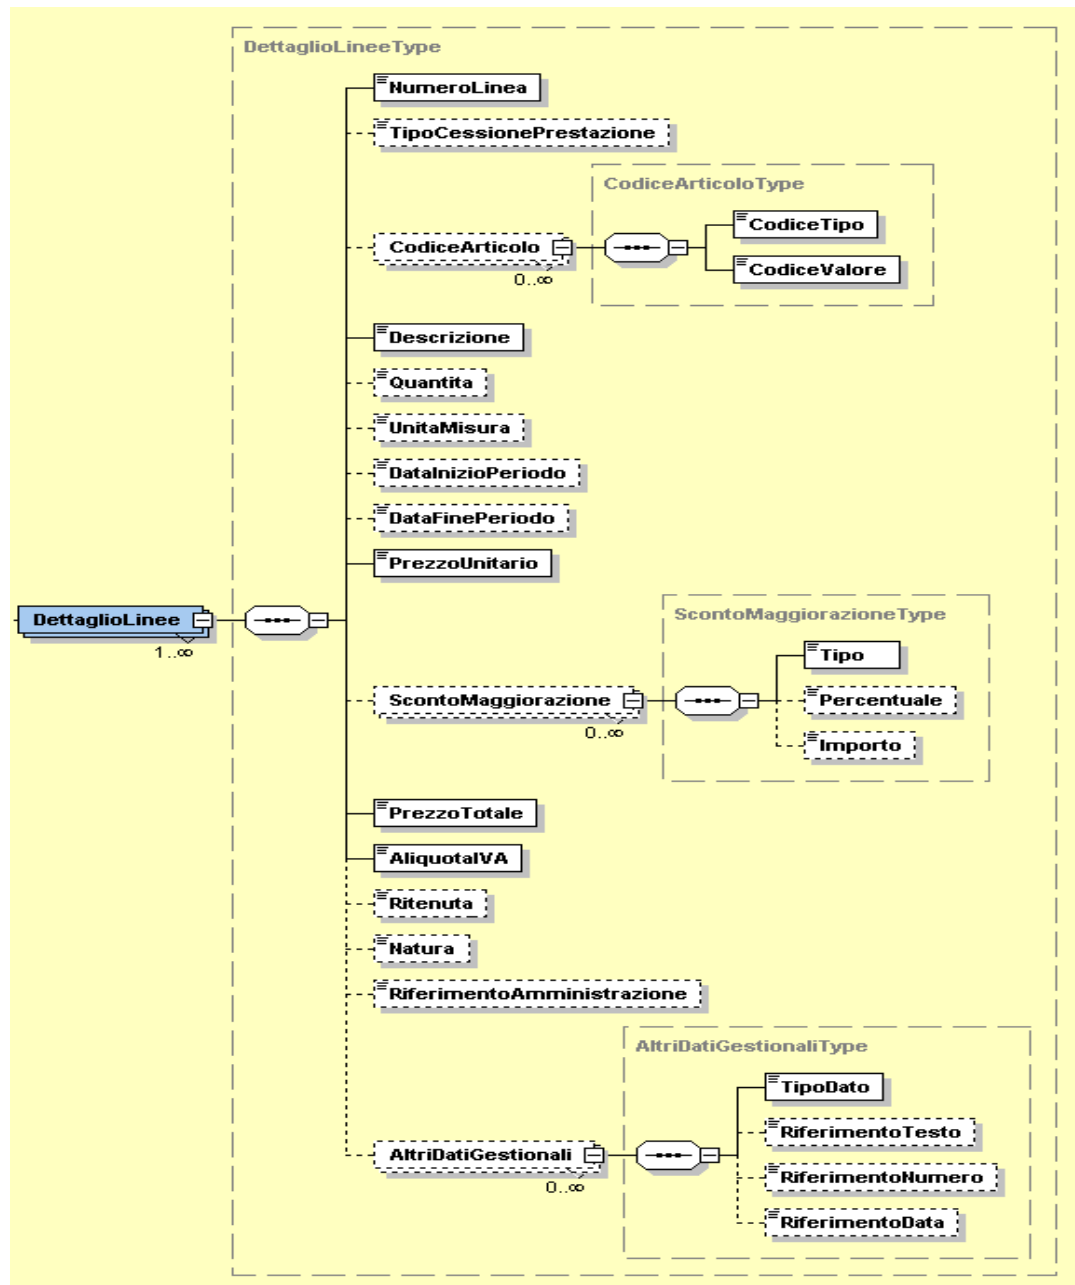 DettaglioLineeType
NumeroLinea
TipoCessionePrestazione
CodiceArticoloType
CodiceArticolo
0..∞
CodiceTipo
CodiceValore
Descrizione
Quantita
UnitaMisura
DataInizioPeriodo
DataFinePeriodo
PrezzoUnitario
DettaglioLinee
1..∞
ScontoMaggiorazioneType
ScontoMaggiorazione
0..∞
Tipo
Percentuale
Importo
PrezzoTotale
AliquotaIVA
Ritenuta
Natura
RiferimentoAmministrazione
AltriDatiGestionaliType
AltriDatiGestionali
0..∞
TipoDato
RiferimentoTesto
RiferimentoNumero
RiferimentoData